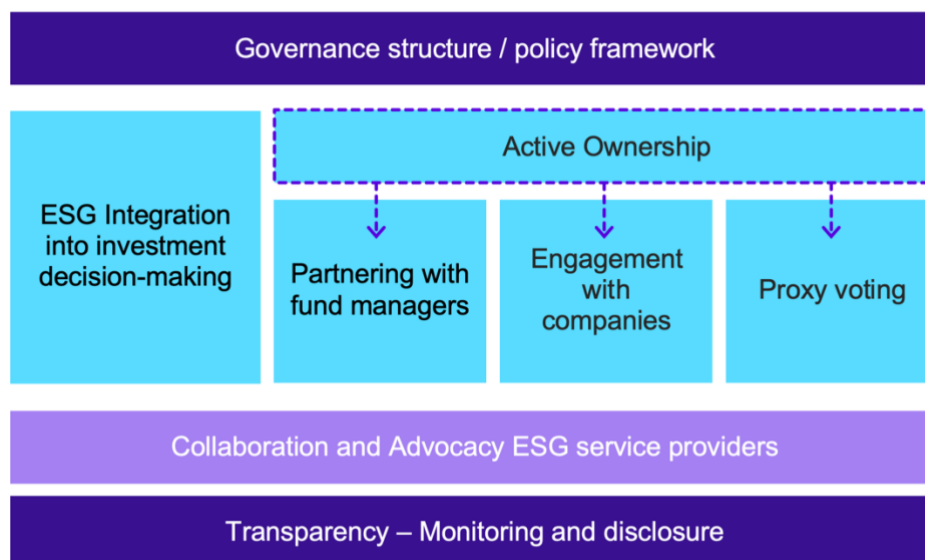 Governance structure / policy framework
Active Ownership
ESG Integration
into investment
decision-making
Partnering with
fund managers
Engagement
with
companies
Proxy voting
Collaboration and Advocacy ESG service providers
Transparency – Monitoring and disclosure